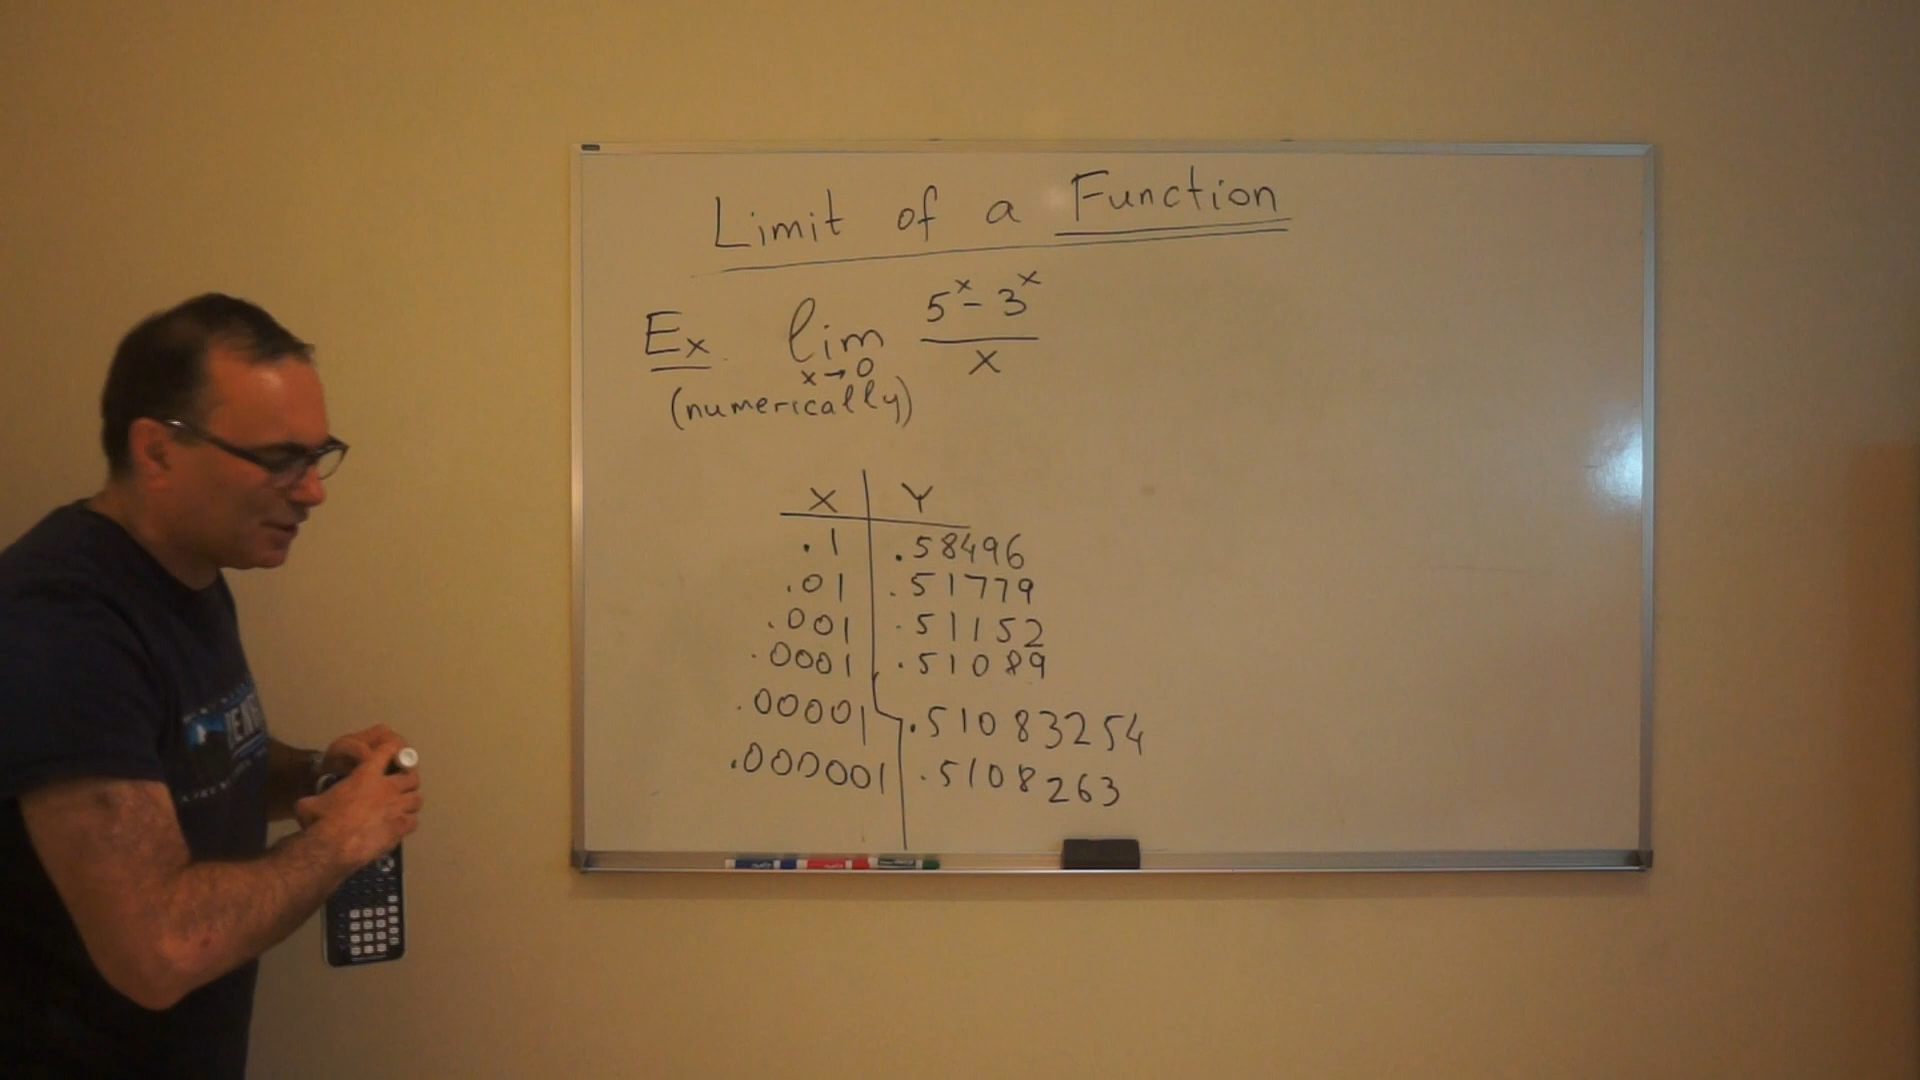 Limit of a Function
Ex. lim x→0 (5^x - 3^x)/x
(numerically)
X Y
.1 .58496
.01 .51779
.001 .51152
.0001 .51089
.00001 .51083254
.000001 .5108263